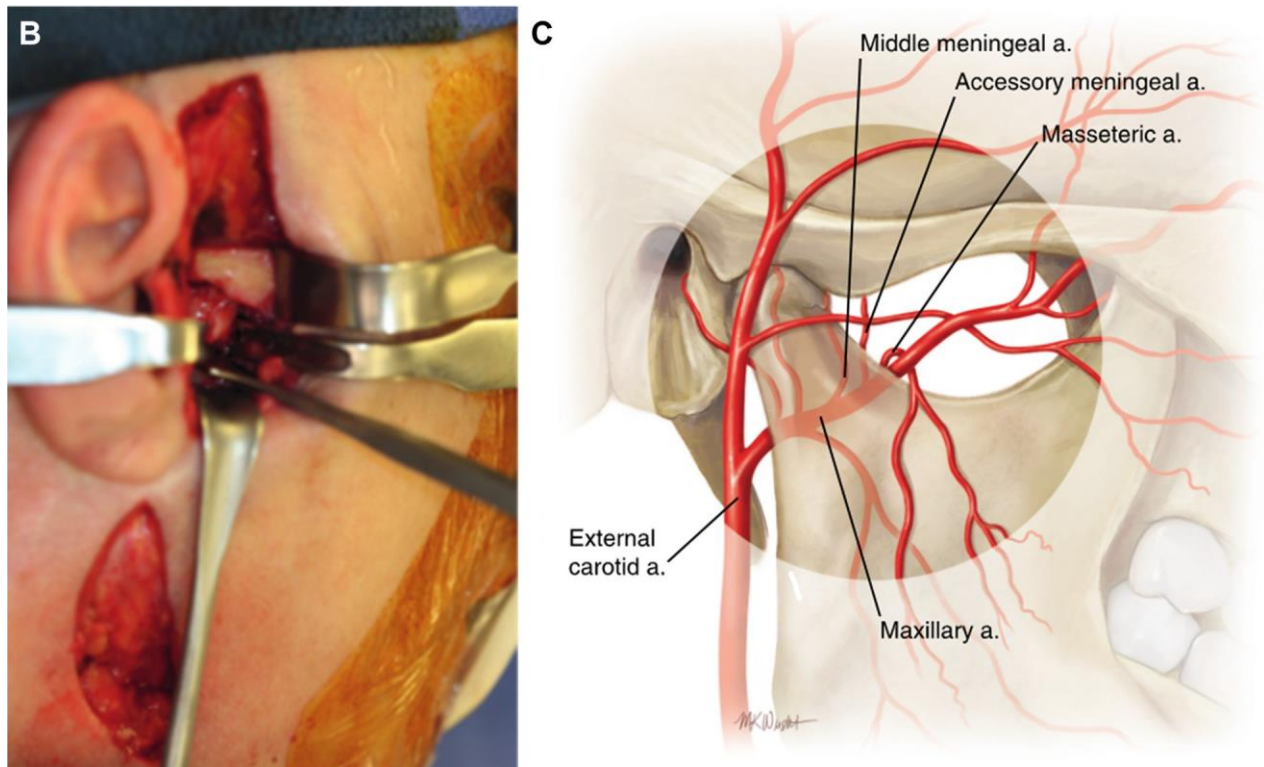 B
C
Middle meningeal a.
Accessory meningeal a.
Masseteric a.
External
carotid a.
Maxillary a.